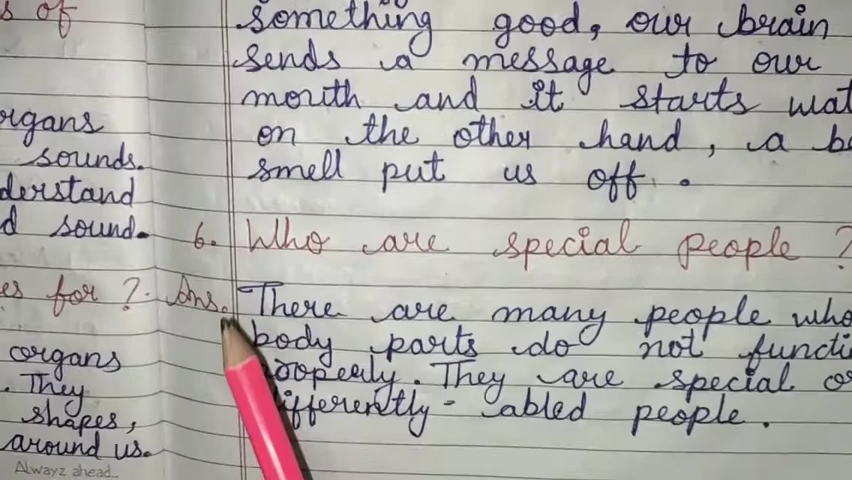 s of
organs
sounds.
derstand
d sound.
es for ?
organs
. They
shapes,
around us.
something good, our brain
sends a message to our
mouth and it starts wat
on the other hand, a b
smell put us off.
6. Who are special people ?
Ans. There are many people who
body parts do not functi
properly. They are special o
differently-abled people.
Alwayz ahead...